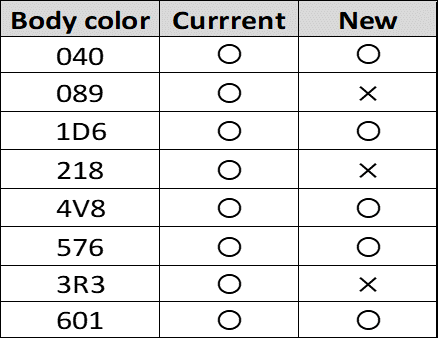 Body color Currrent New
040 ○ ○
089 ○ ×
1D6 ○ ○
218 ○ ×
4V8 ○ ○
576 ○ ○
3R3 ○ ×
601 ○ ○